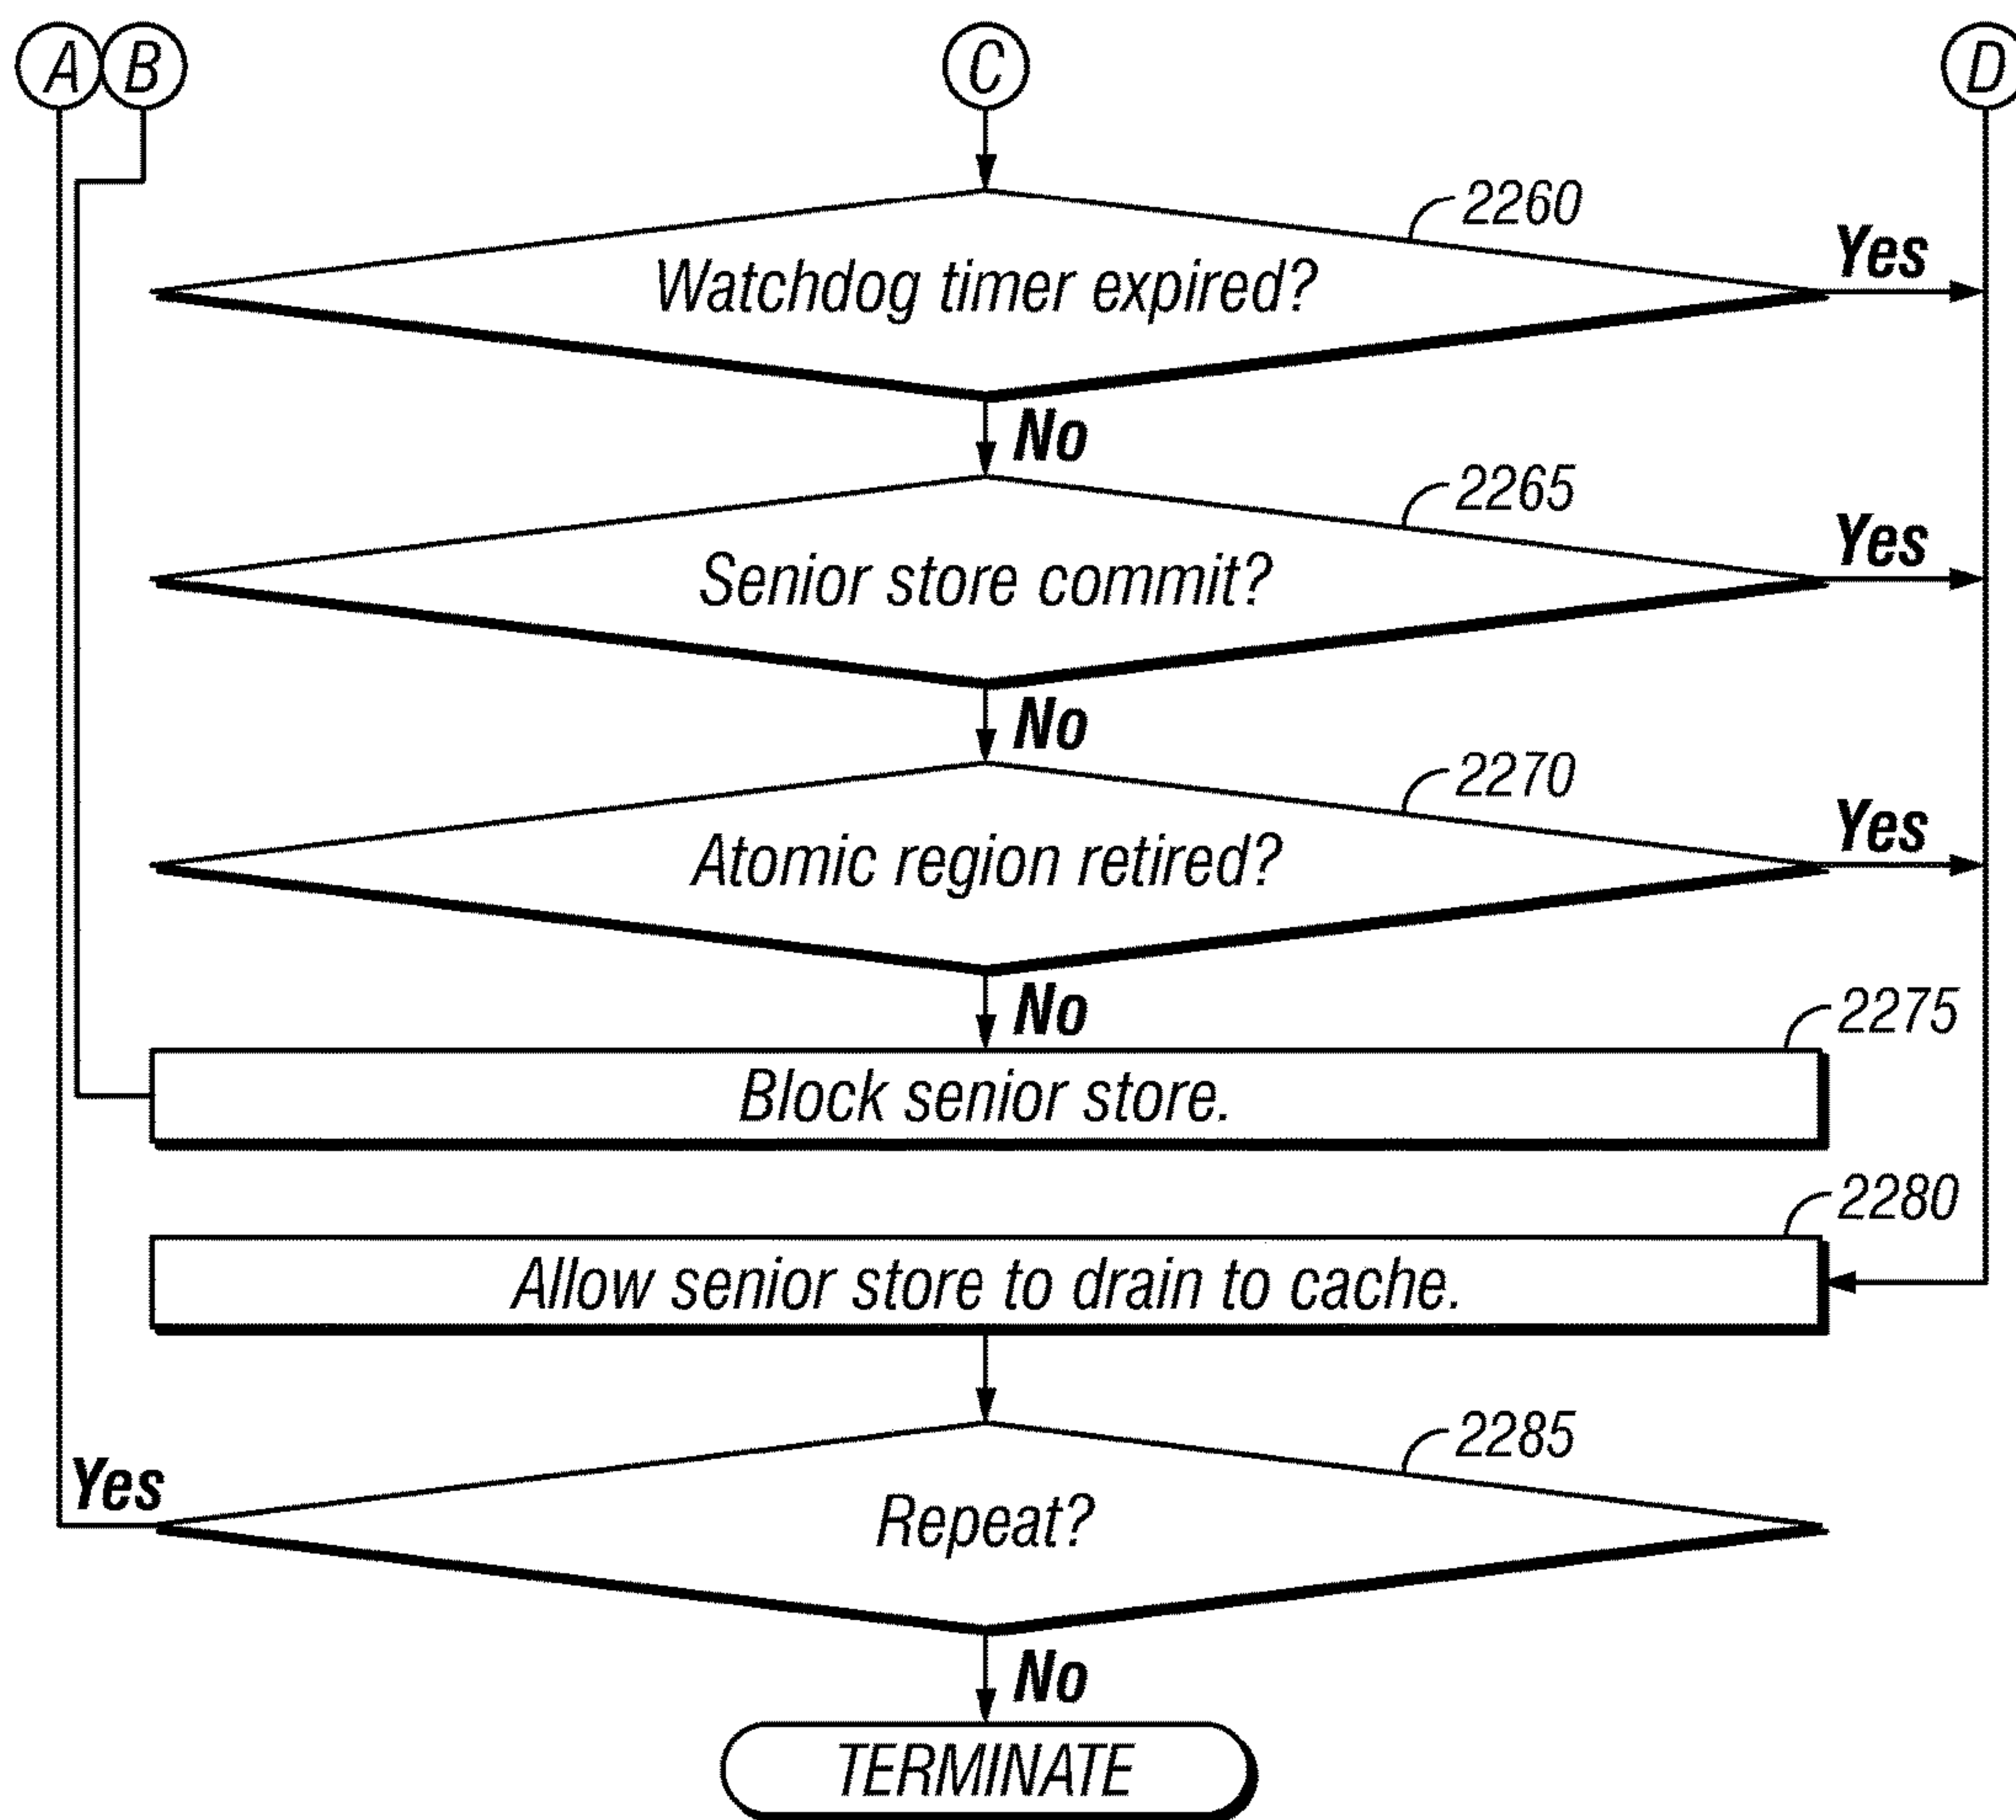 A B C D
2260
Yes
Watchdog timer expired?
No
2265
Yes
Senior store commit?
No
2270
Yes
Atomic region retired?
No
2275
Block senior store.
2280
Allow senior store to drain to cache.
2285
Yes
Repeat?
No
TERMINATE